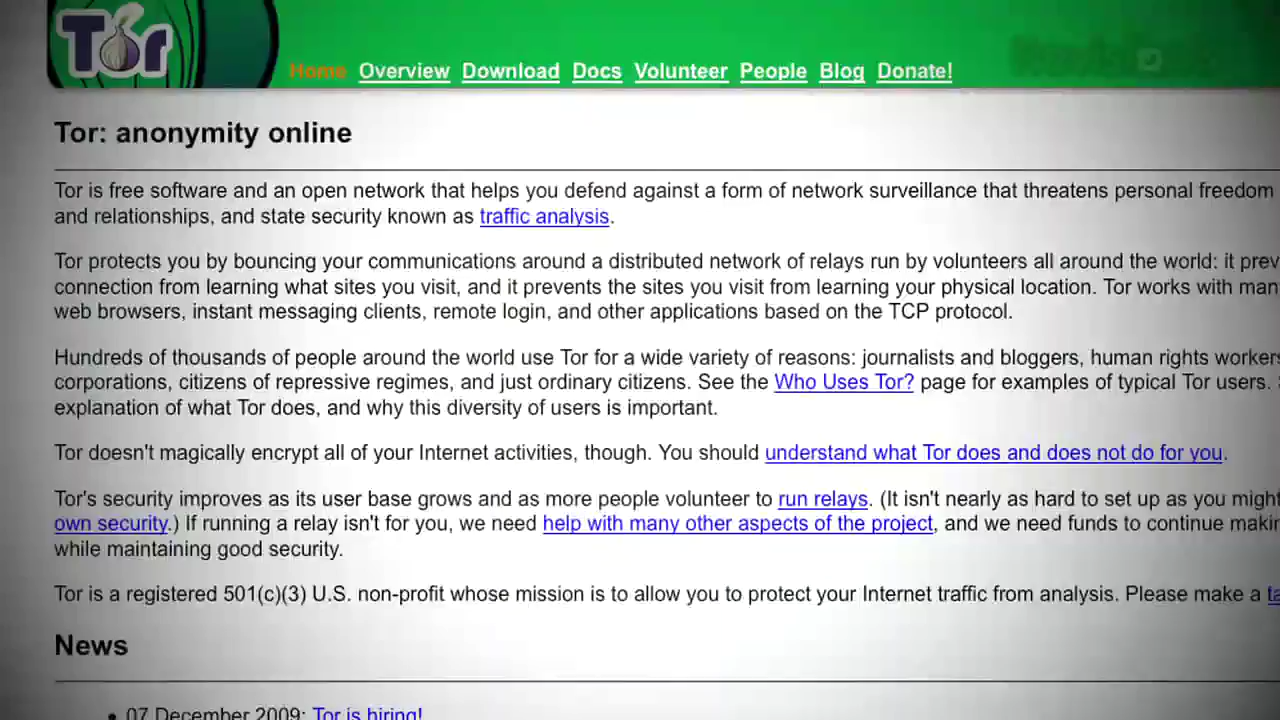 Tor
Home Overview Download Docs Volunteer People Blog Donate!
Tor: anonymity online
Tor is free software and an open network that helps you defend against a form of network surveillance that threatens personal freedom
and relationships, and state security known as traffic analysis.
Tor protects you by bouncing your communications around a distributed network of relays run by volunteers all around the world: it
connection from learning what sites you visit, and it prevents the sites you visit from learning your physical location. Tor works with
web browsers, instant messaging clients, remote login, and other applications based on the TCP protocol.
Hundreds of thousands of people around the world use Tor for a wide variety of reasons: journalists and bloggers, human rights workers
corporations, citizens of repressive regimes, and just ordinary citizens. See the Who Uses Tor? page for examples of typical Tor users.
explanation of what Tor does, and why this diversity of users is important.
Tor doesn't magically encrypt all of your Internet activities, though. You should understand what Tor does and does not do for you.
Tor's security improves as its user base grows and as more people volunteer to run relays. (It isn't nearly as hard to set up as you might
own security.) If running a relay isn't for you, we need help with many other aspects of the project, and we need funds to continue
while maintaining good security.
Tor is a registered 501(c)(3) U.S. non-profit whose mission is to allow you to protect your Internet traffic from analysis. Please make a
News
• 07 December 2009: Tor is hiring!